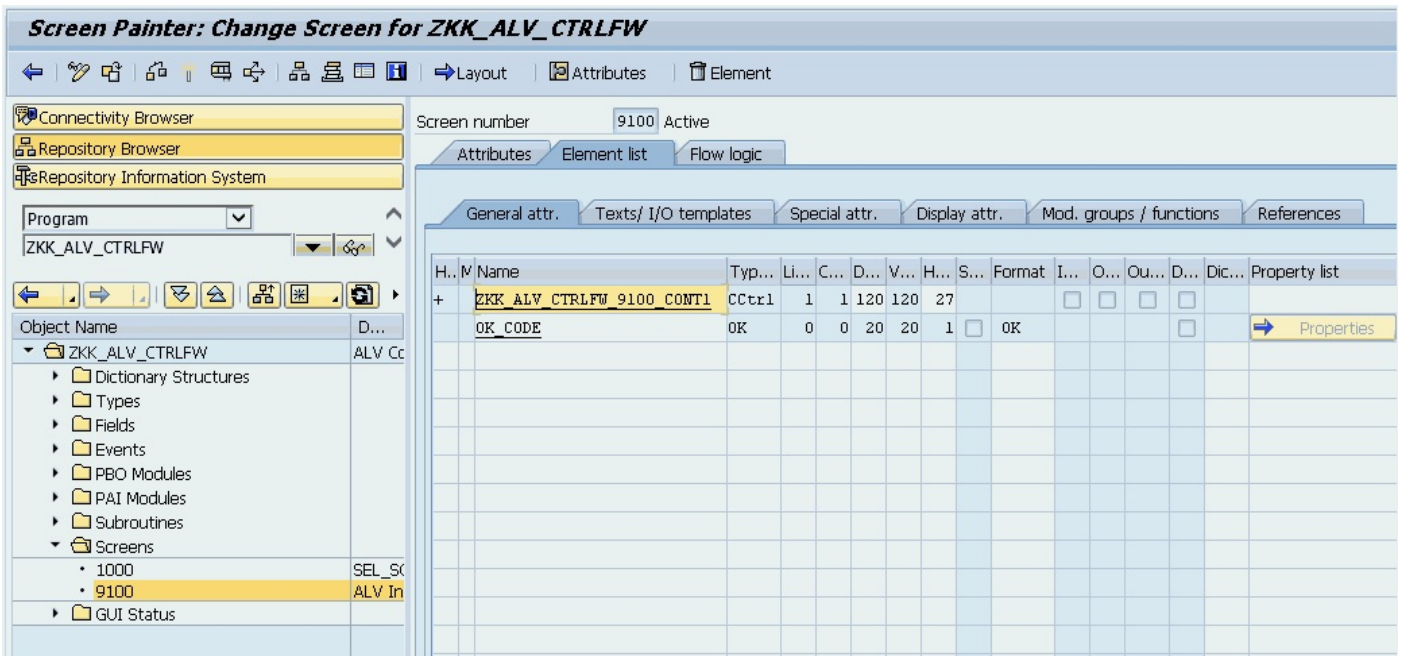 Screen Painter: Change Screen for ZKK_ALV_CTRLFW
Layout Attributes Element
Connectivity Browser
Repository Browser
Repository Information System
Program
ZKK_ALV_CTRLFW
Object Name D...
ZKK_ALV_CTRLFW ALV Cc
Dictionary Structures
Types
Fields
Events
PBO Modules
PAI Modules
Subroutines
Screens
1000 SEL_S(
9100 ALV In
GUI Status
Screen number 9100 Active
Attributes Element list Flow logic
General attr. Texts/ I/O templates Special attr. Display attr. Mod. groups / functions References
H.. M Name Typ... Li... C... D... V... H... S... Format I... O... Ou... D... Dic... Property list
+ ZKK_ALV_CTRLFW_9100_CONT1 CCtrl 1 1 120 120 27
OK_CODE OK 0 0 20 20 1 OK Properties